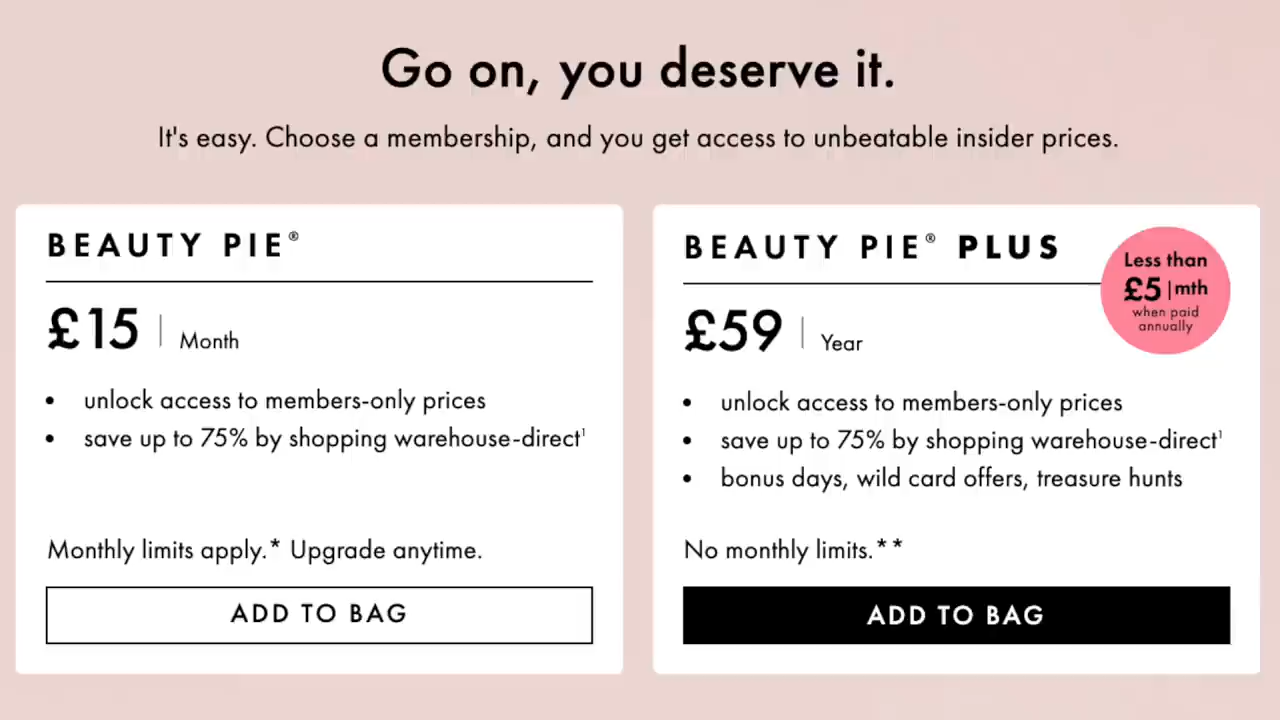 Go on, you deserve it.
It's easy. Choose a membership, and you get access to unbeatable insider prices.
BEAUTY PIE®
£15 | Month
• unlock access to members-only prices
• save up to 75% by shopping warehouse-direct¹
Monthly limits apply.* Upgrade anytime.
ADD TO BAG
BEAUTY PIE® PLUS
Less than
£5 | mth
when paid
annually
£59 | Year
• unlock access to members-only prices
• save up to 75% by shopping warehouse-direct¹
• bonus days, wild card offers, treasure hunts
No monthly limits.**
ADD TO BAG